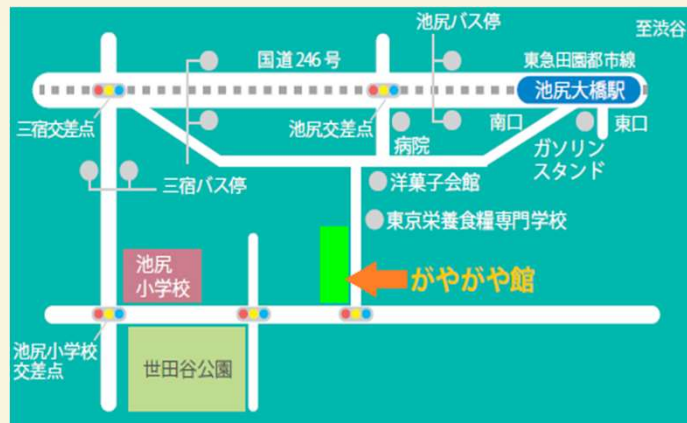 池尻バス停
至渋谷
国道246号
東急田園都市線
池尻大橋駅
三宿交差点
池尻交差点
南口
東口
病院
ガソリン
スタンド
三宿バス停
洋菓子会館
東京栄養食糧専門学校
池尻
小学校
がやがや館
池尻小学校
交差点
世田谷公園